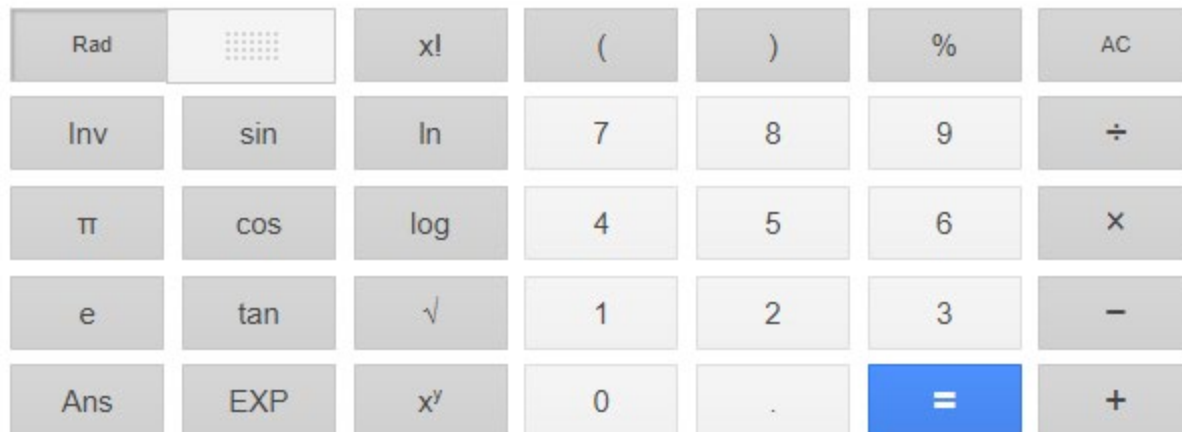 Rad x! ( ) % AC
Inv sin ln 7 8 9 ÷
π cos log 4 5 6 ×
e tan √ 1 2 3 −
Ans EXP xʸ 0 . = +